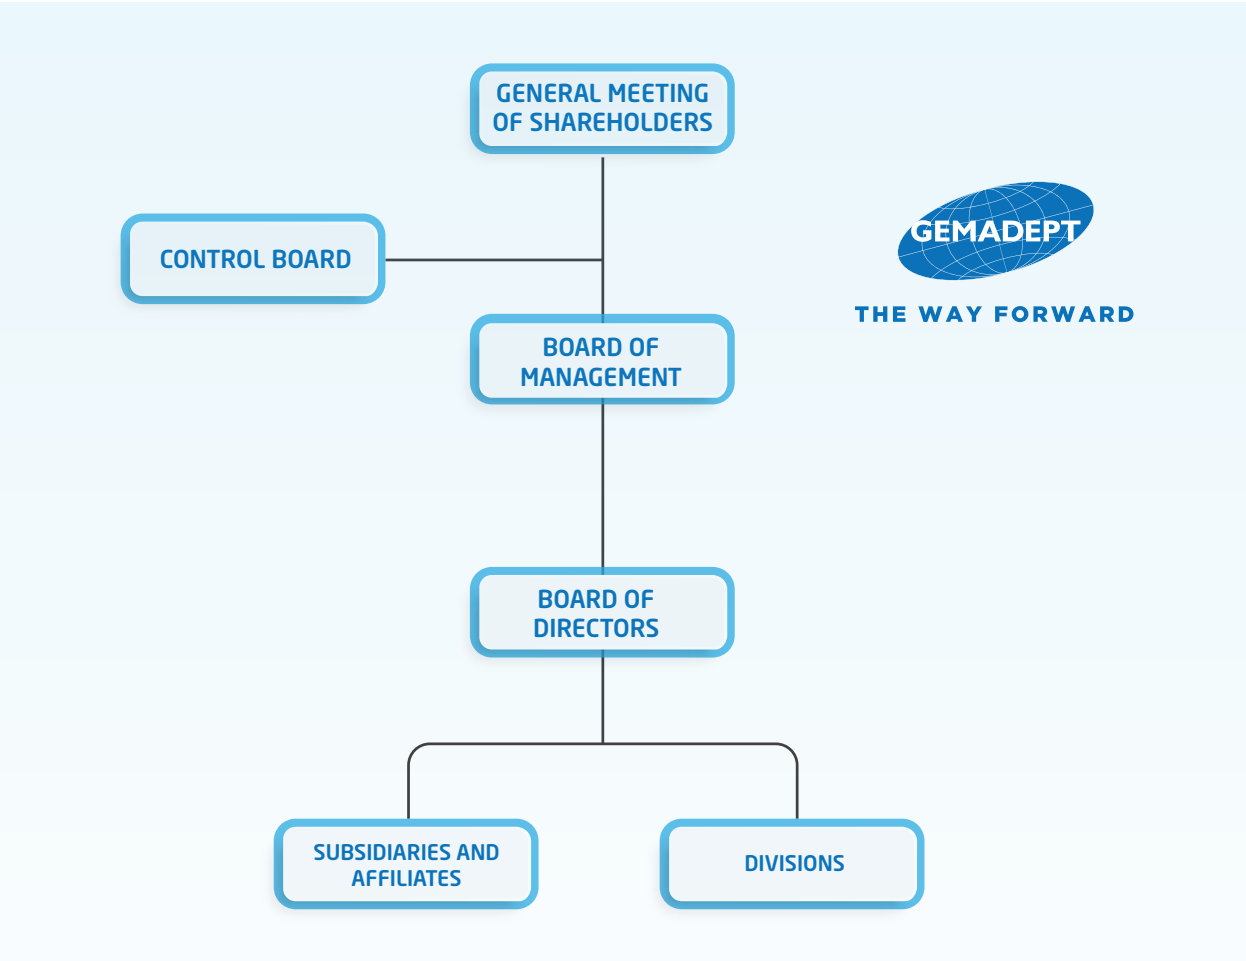 GENERAL MEETING
OF SHAREHOLDERS
CONTROL BOARD
GEMADEPT
THE WAY FORWARD
BOARD OF
MANAGEMENT
BOARD OF
DIRECTORS
SUBSIDIARIES AND
AFFILIATES
DIVISIONS